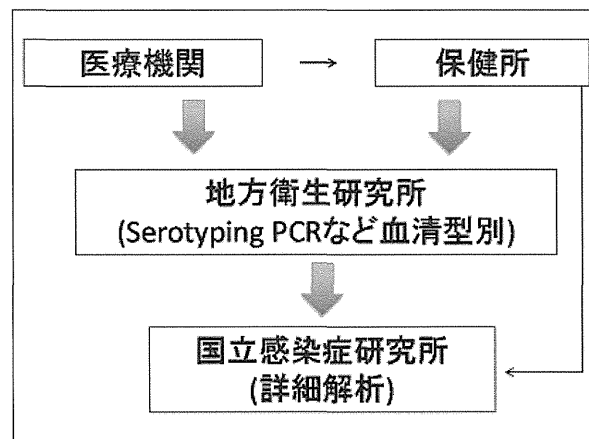 医療機関 → 保健所
地方衛生研究所
(Serotyping PCRなど血清型別)
国立感染症研究所
(詳細解析)